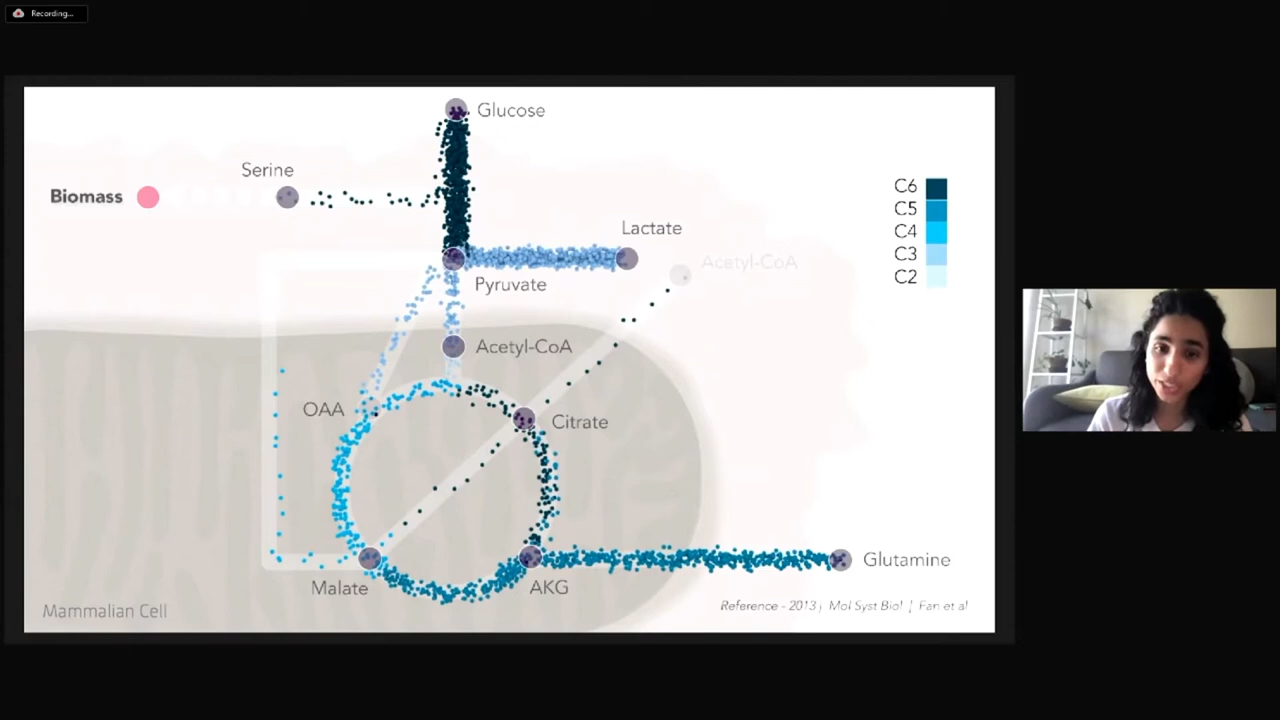 Recording...
Glucose
Serine
Biomass
C6
C5
C4
C3
C2
Lactate
Acetyl-CoA
Pyruvate
Acetyl-CoA
OAA
Citrate
Malate
AKG
Glutamine
Mammalian Cell
Reference - 2013 | Mol Syst Biol | Fan et al